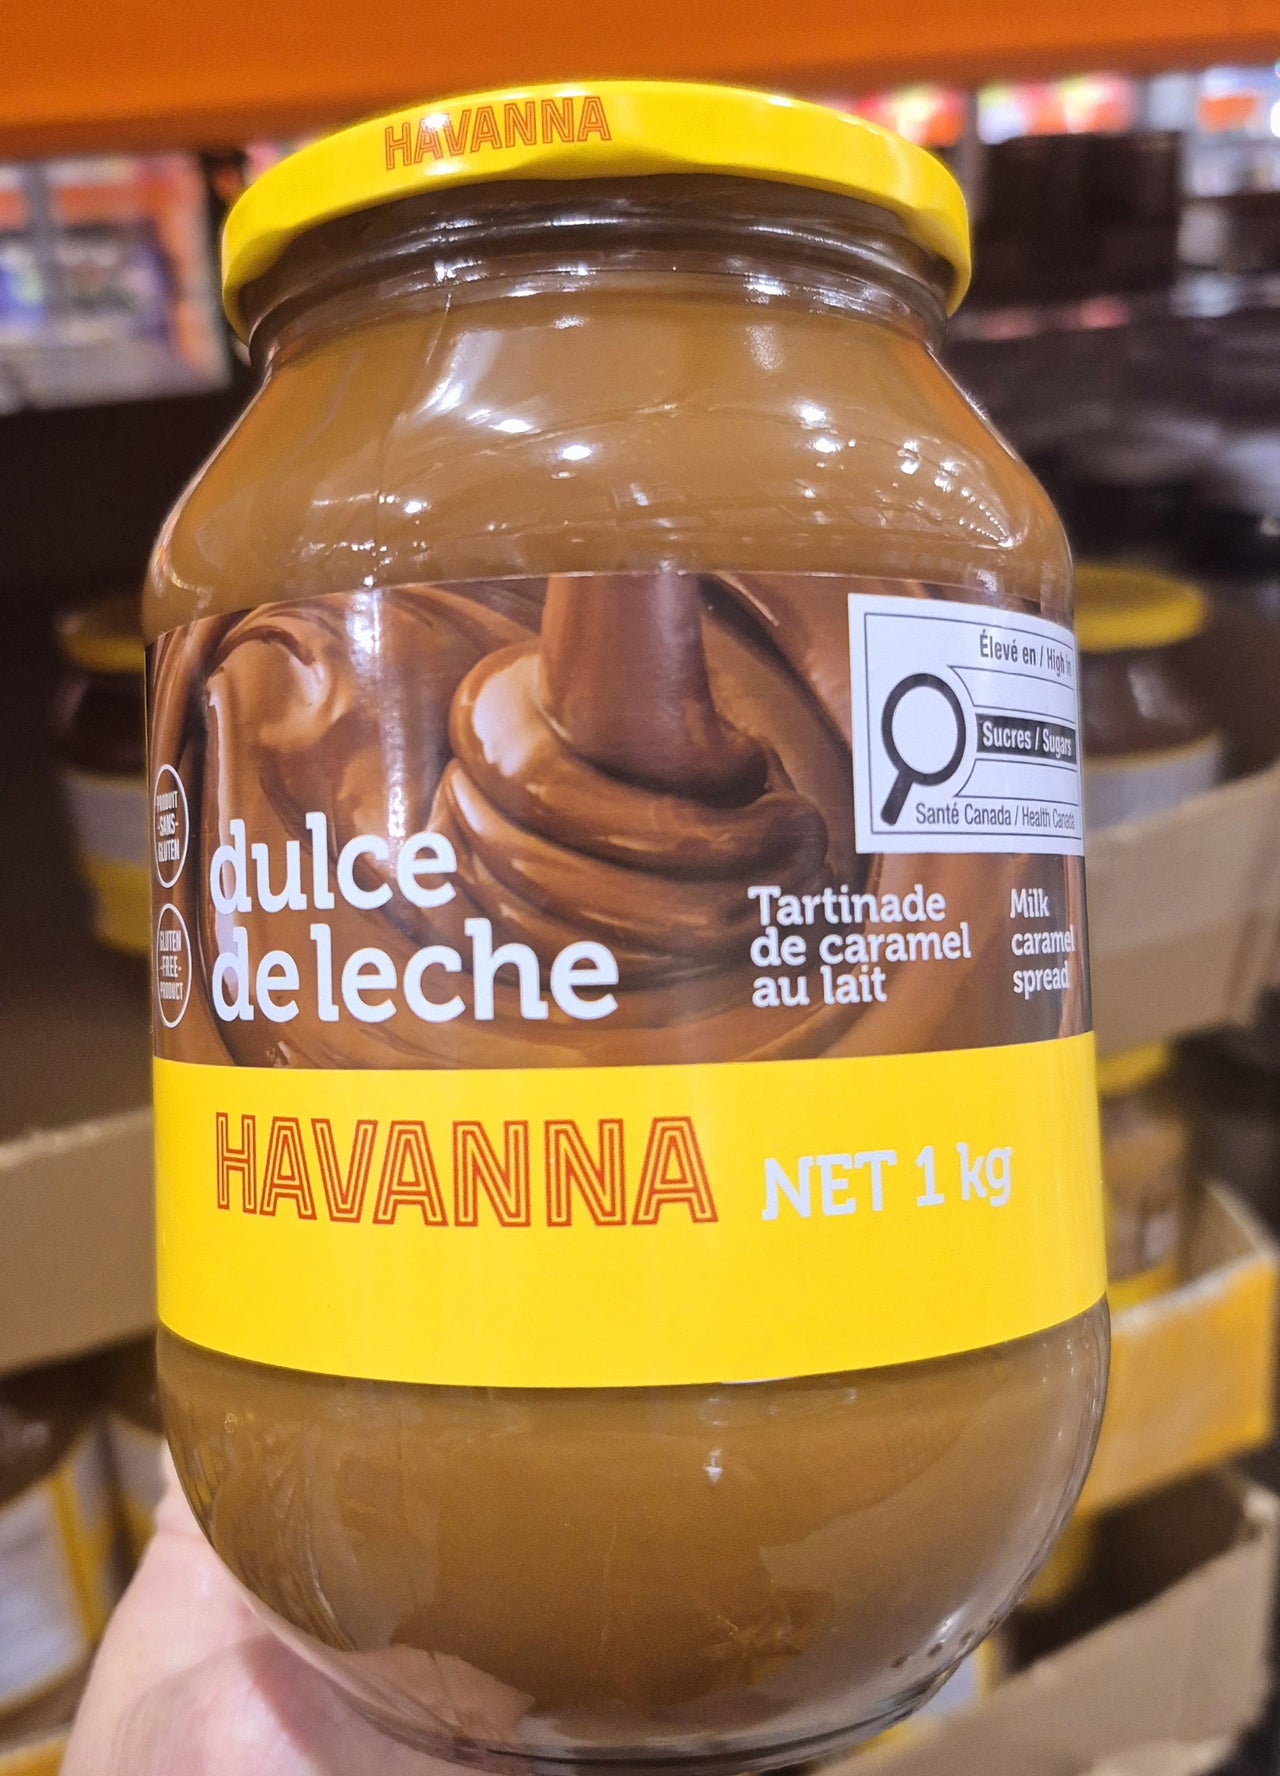 HAVANNA
Élevé en / High in
Sucres / Sugars
Santé Canada / Health Canada
PRODUIT
-SANS-
GLUTEN
GLUTEN
-FREE-
PRODUCT
dulce
de leche
Tartinade
de caramel
au lait
Milk
caramel
spread
HAVANNA
NET 1 kg